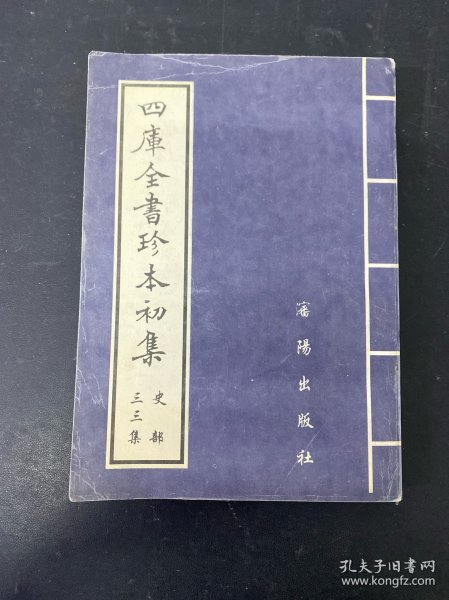 四庫全書珍本初集
史部
三三集
瀋陽出版社
孔夫子旧书网
www.kongfz.com